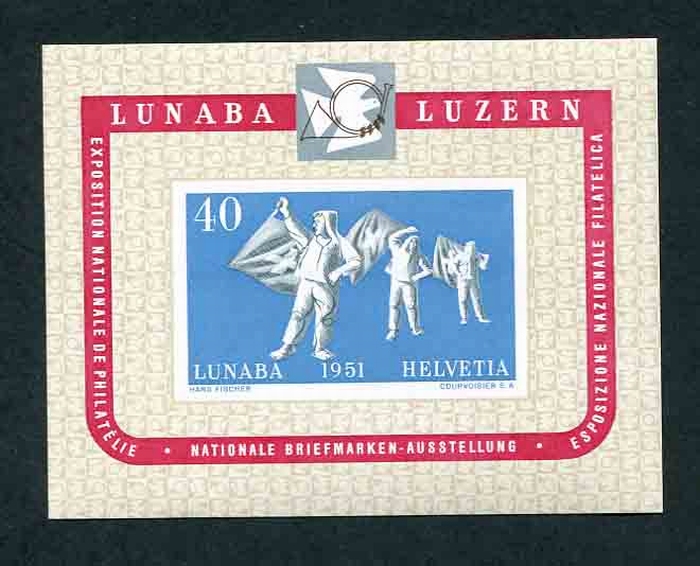 LUNABA LUZERN
EXPOSITION NATIONALE DE PHILATÉLIE
40
LUNABA 1951 HELVETIA
HANS FISCHER COURVOISIER S.A.
• NATIONALE BRIEFMARKEN-AUSSTELLUNG •
ESPOSIZIONE NAZIONALE FILATELICA